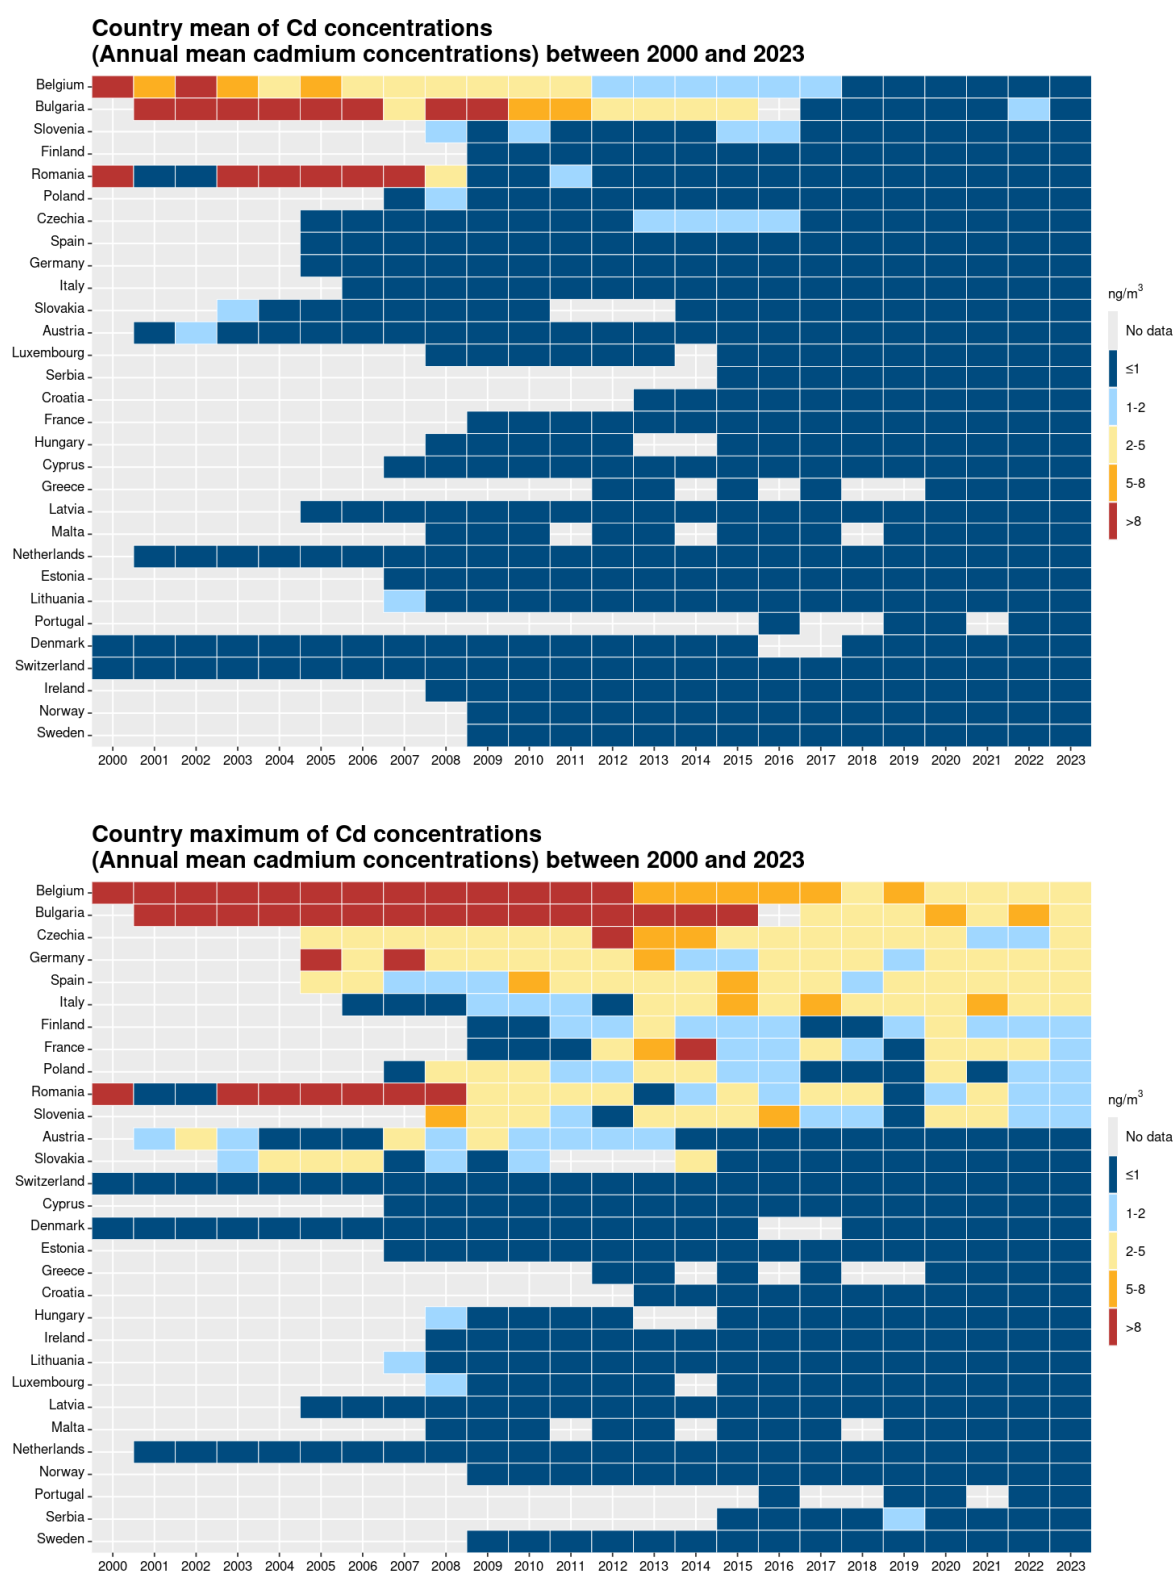 Country mean of Cd concentrations
(Annual mean cadmium concentrations) between 2000 and 2023
Belgium
Bulgaria
Slovenia
Finland
Romania
Poland
Czechia
Spain
Germany
Italy
Slovakia
Austria
Luxembourg
Serbia
Croatia
France
Hungary
Cyprus
Greece
Latvia
Malta
Netherlands
Estonia
Lithuania
Portugal
Denmark
Switzerland
Ireland
Norway
Sweden
2000 2001 2002 2003 2004 2005 2006 2007 2008 2009 2010 2011 2012 2013 2014 2015 2016 2017 2018 2019 2020 2021 2022 2023
ng/m³
No data
≤1
1-2
2-5
5-8
>8
Country maximum of Cd concentrations
(Annual mean cadmium concentrations) between 2000 and 2023
Belgium
Bulgaria
Czechia
Germany
Spain
Italy
Finland
France
Poland
Romania
Slovenia
Austria
Slovakia
Switzerland
Cyprus
Denmark
Estonia
Greece
Croatia
Hungary
Ireland
Lithuania
Luxembourg
Latvia
Malta
Netherlands
Norway
Portugal
Serbia
Sweden
2000 2001 2002 2003 2004 2005 2006 2007 2008 2009 2010 2011 2012 2013 2014 2015 2016 2017 2018 2019 2020 2021 2022 2023
ng/m³
No data
≤1
1-2
2-5
5-8
>8